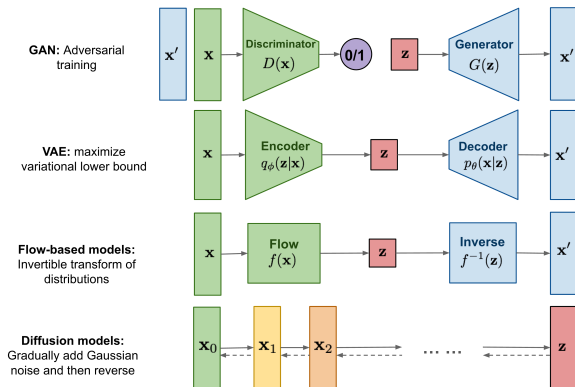 GAN: Adversarial
training
x′
x
Discriminator
D(x)
0/1
z
Generator
G(z)
x′
VAE: maximize
variational lower bound
x
Encoder
qϕ(z|x)
z
Decoder
pθ(x|z)
x′
Flow-based models:
Invertible transform of
distributions
x
Flow
f(x)
z
Inverse
f⁻¹(z)
x′
Diffusion models:
Gradually add Gaussian
noise and then reverse
x₀
x₁
x₂
... ...
z